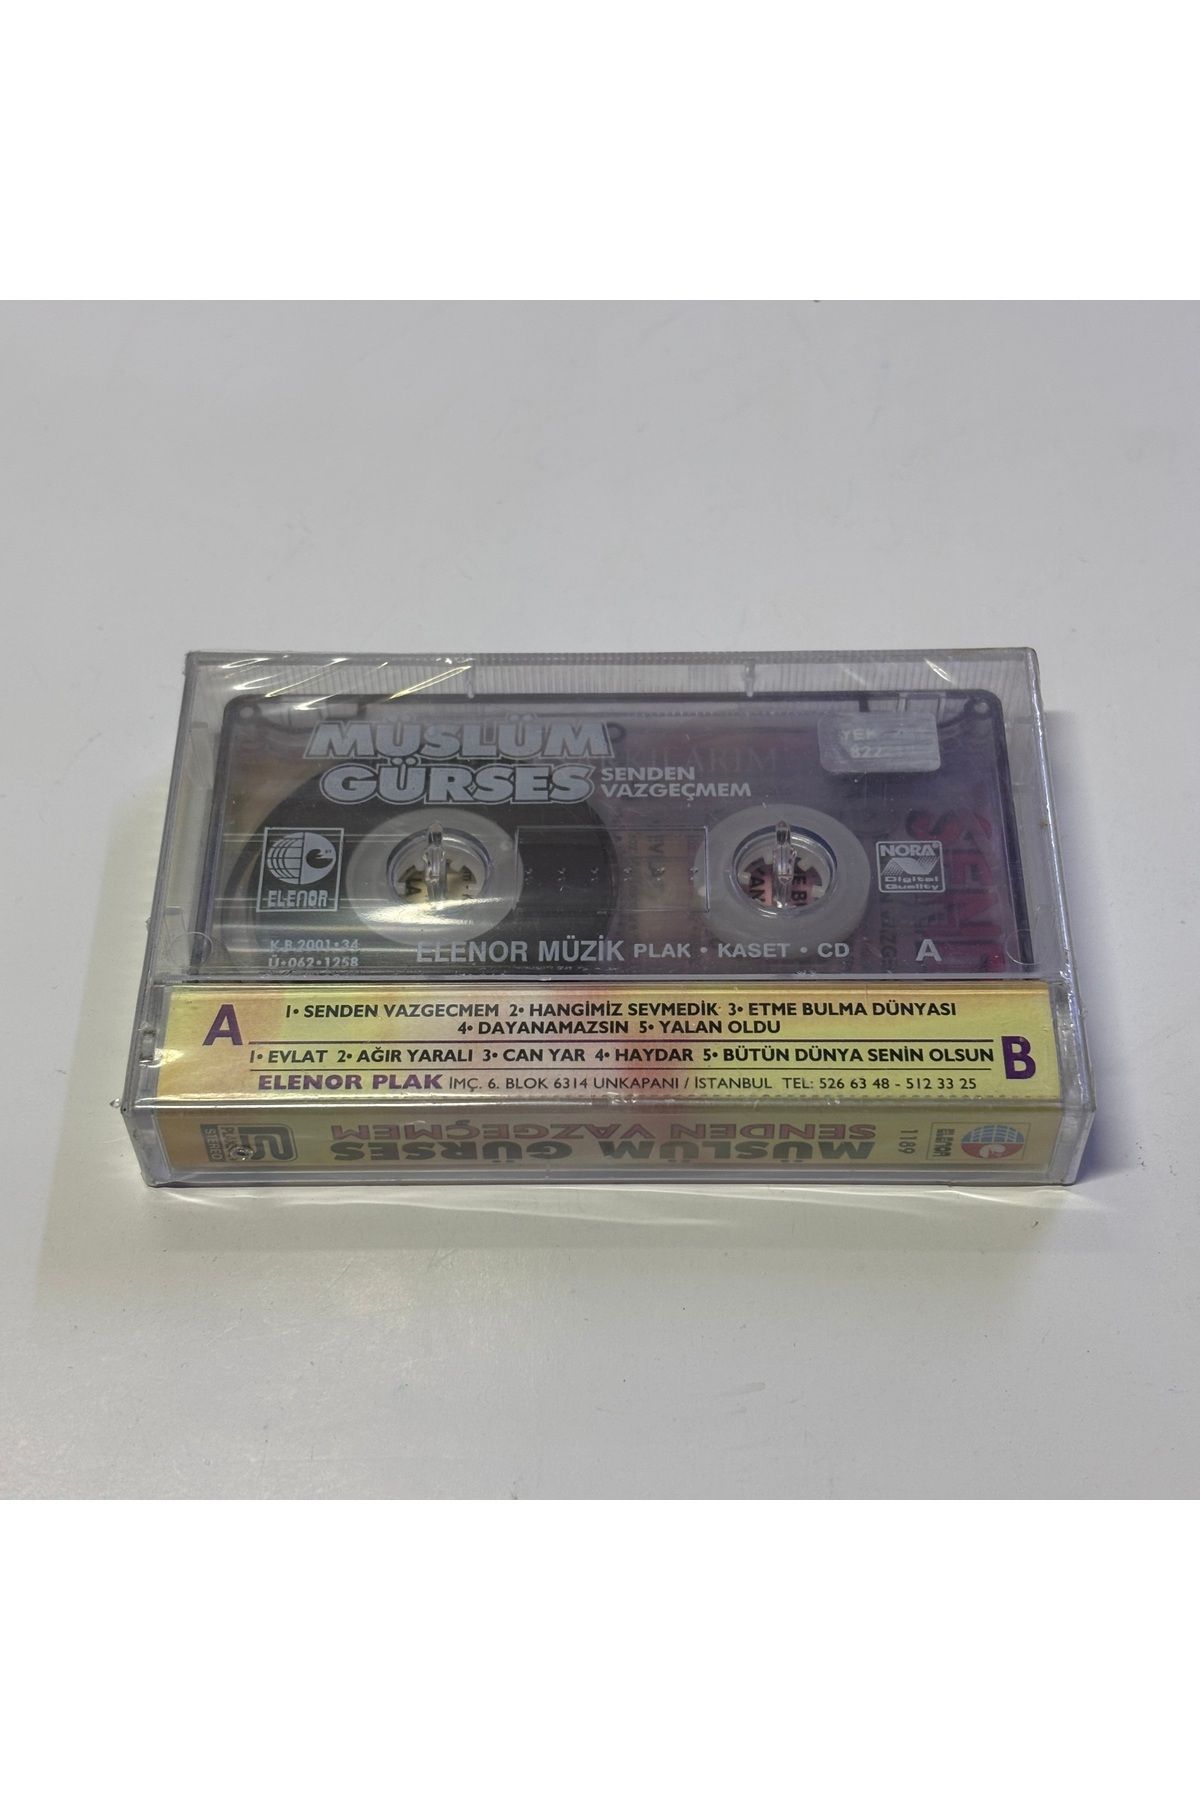 MÜSLÜM
GÜRSES
SENDEN
VAZGEÇMEM
YEK
NORA
Digital
Quality
ELENOR
K.B.2001•34
Ü•062•1258
ELENOR MÜZİK PLAK • KASET • CD
A
A
1• SENDEN VAZGECMEM 2• HANGİMİZ SEVMEDİK 3• ETME BULMA DÜNYASI
4• DAYANAMAZSIN 5• YALAN OLDU
1• EVLAT 2• AĞIR YARALI 3• CAN YAR 4• HAYDAR 5• BÜTÜN DÜNYA SENİN OLSUN
B
ELENOR PLAK İMÇ. 6. BLOK 6314 UNKAPANI / İSTANBUL TEL: 526 63 48 - 512 33 25
MÜSLÜM GÜRSES
SENDEN VAZGEÇMEM
STEREO
1189